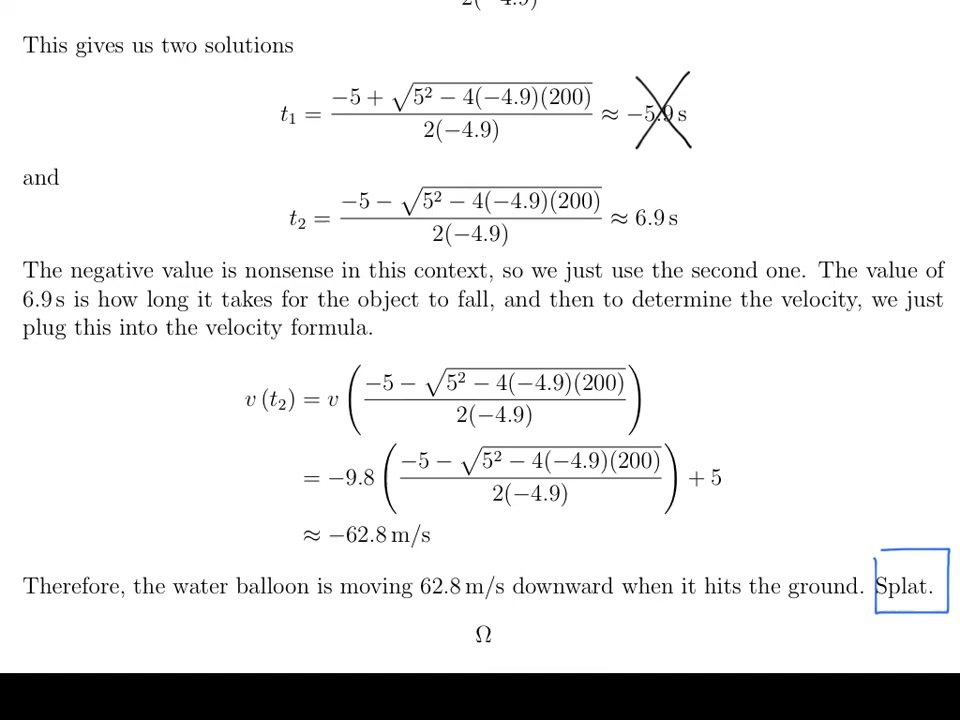 2(−4.9)
This gives us two solutions
t₁ = (−5 + √(5² − 4(−4.9)(200))) / (2(−4.9)) ≈ −5.9 s
and
t₂ = (−5 − √(5² − 4(−4.9)(200))) / (2(−4.9)) ≈ 6.9 s
The negative value is nonsense in this context, so we just use the second one. The value of
6.9 s is how long it takes for the object to fall, and then to determine the velocity, we just
plug this into the velocity formula.
v (t₂) = v ((−5 − √(5² − 4(−4.9)(200))) / (2(−4.9)))
= −9.8 ((−5 − √(5² − 4(−4.9)(200))) / (2(−4.9))) + 5
≈ −62.8 m/s
Therefore, the water balloon is moving 62.8 m/s downward when it hits the ground. Splat.
Ω